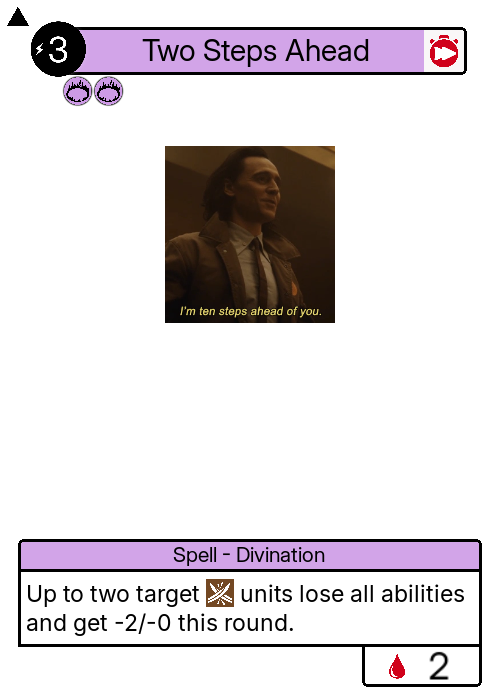 3
Two Steps Ahead
I'm ten steps ahead of you.
Spell - Divination
Up to two target units lose all abilities
and get -2/-0 this round.
2